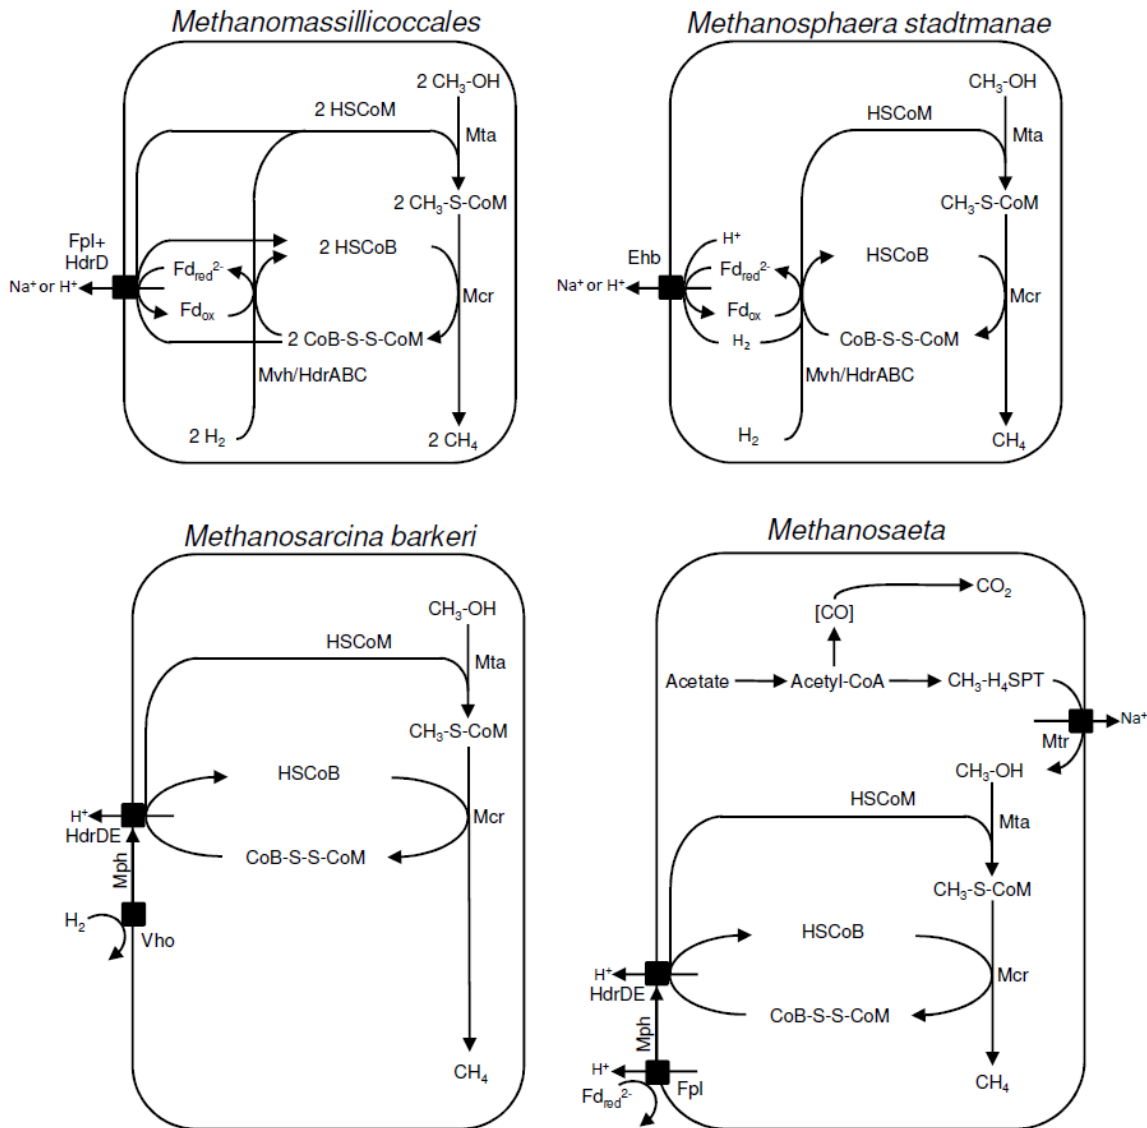 Methanomassillicoccales
2 CH3-OH
2 HSCoM
Mta
2 CH3-S-CoM
Fpl+
HdrD
2 HSCoB
Fdred2-
Na+ or H+
Fdox
Mcr
2 CoB-S-S-CoM
Mvh/HdrABC
2 H2
2 CH4
Methanosphaera stadtmanae
CH3-OH
HSCoM
Mta
CH3-S-CoM
H+
Ehb
HSCoB
Fdred2-
Na+ or H+
Fdox
Mcr
H2
CoB-S-S-CoM
Mvh/HdrABC
H2
CH4
Methanosarcina barkeri
CH3-OH
HSCoM
Mta
CH3-S-CoM
HSCoB
H+
HdrDE
Mcr
CoB-S-S-CoM
Mph
H2
Vho
CH4
Methanosaeta
CO2
[CO]
Acetate
Acetyl-CoA
CH3-H4SPT
Na+
Mtr
CH3-OH
HSCoM
Mta
CH3-S-CoM
HSCoB
H+
HdrDE
Mcr
CoB-S-S-CoM
Mph
H+
Fpl
Fdred2-
CH4